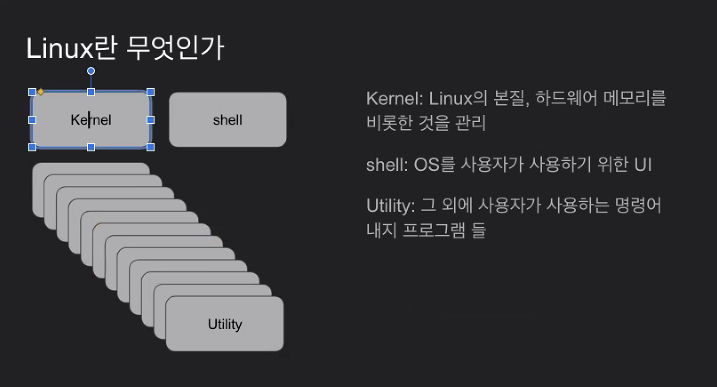 Linux란 무엇인가
Kernel
shell
Utility
Kernel: Linux의 본질, 하드웨어 메모리를
비롯한 것을 관리
shell: OS를 사용자가 사용하기 위한 UI
Utility: 그 외에 사용자가 사용하는 명령어
내지 프로그램 들